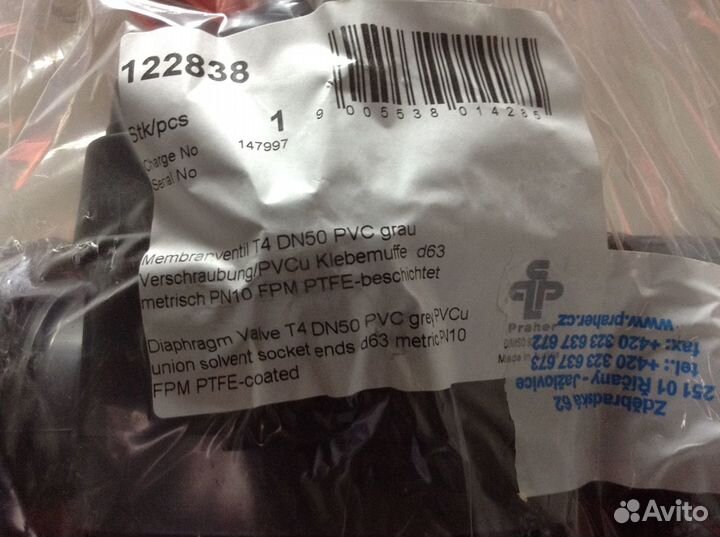 122838
Stk/pcs 1
Charge No 147997
Serial No
9 005538 014285
Membranventil T4 DN50 PVC grau
Verschraubung/PVCu Klebemuffe d63
metrisch PN10 FPM PTFE-beschichtet
Diaphragm Valve T4 DN50 PVC grey PVCu
union solvent socket ends d63 metric PN10
FPM PTFE-coated
Praher
Made in
Zděbradská 62
251 01 Říčany - Jažlovice
tel.: +420 323 637 673
fax: +420 323 637 672
www.praher.cz
Avito